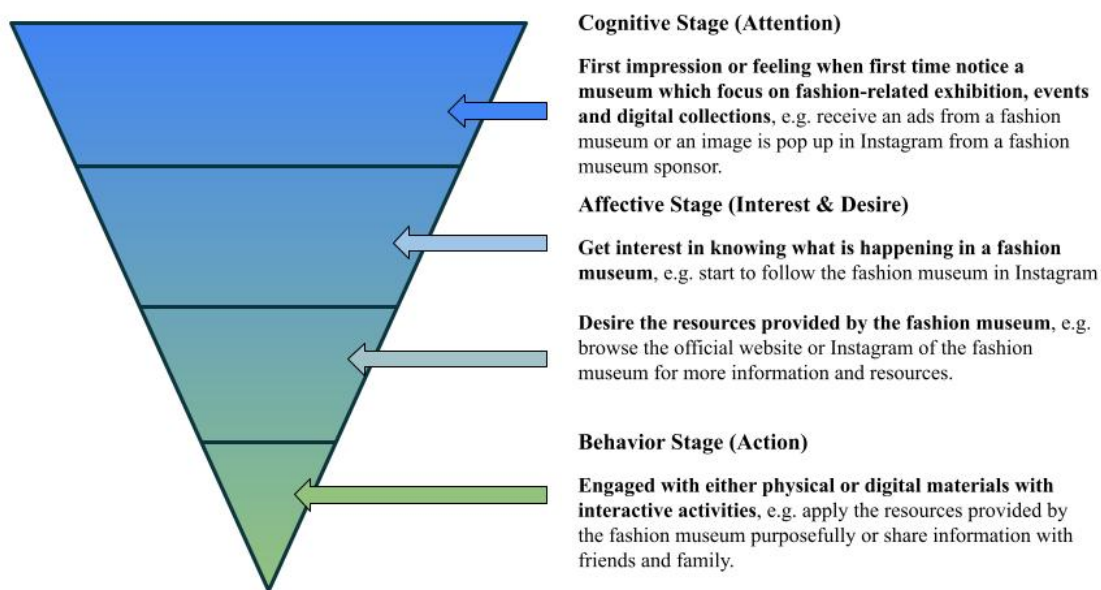 Cognitive Stage (Attention)
First impression or feeling when first time notice a
museum which focus on fashion-related exhibition, events
and digital collections, e.g. receive an ads from a fashion
museum or an image is pop up in Instagram from a fashion
museum sponsor.
Affective Stage (Interest & Desire)
Get interest in knowing what is happening in a fashion
museum, e.g. start to follow the fashion museum in Instagram
Desire the resources provided by the fashion museum, e.g.
browse the official website or Instagram of the fashion
museum for more information and resources.
Behavior Stage (Action)
Engaged with either physical or digital materials with
interactive activities, e.g. apply the resources provided by
the fashion museum purposefully or share information with
friends and family.